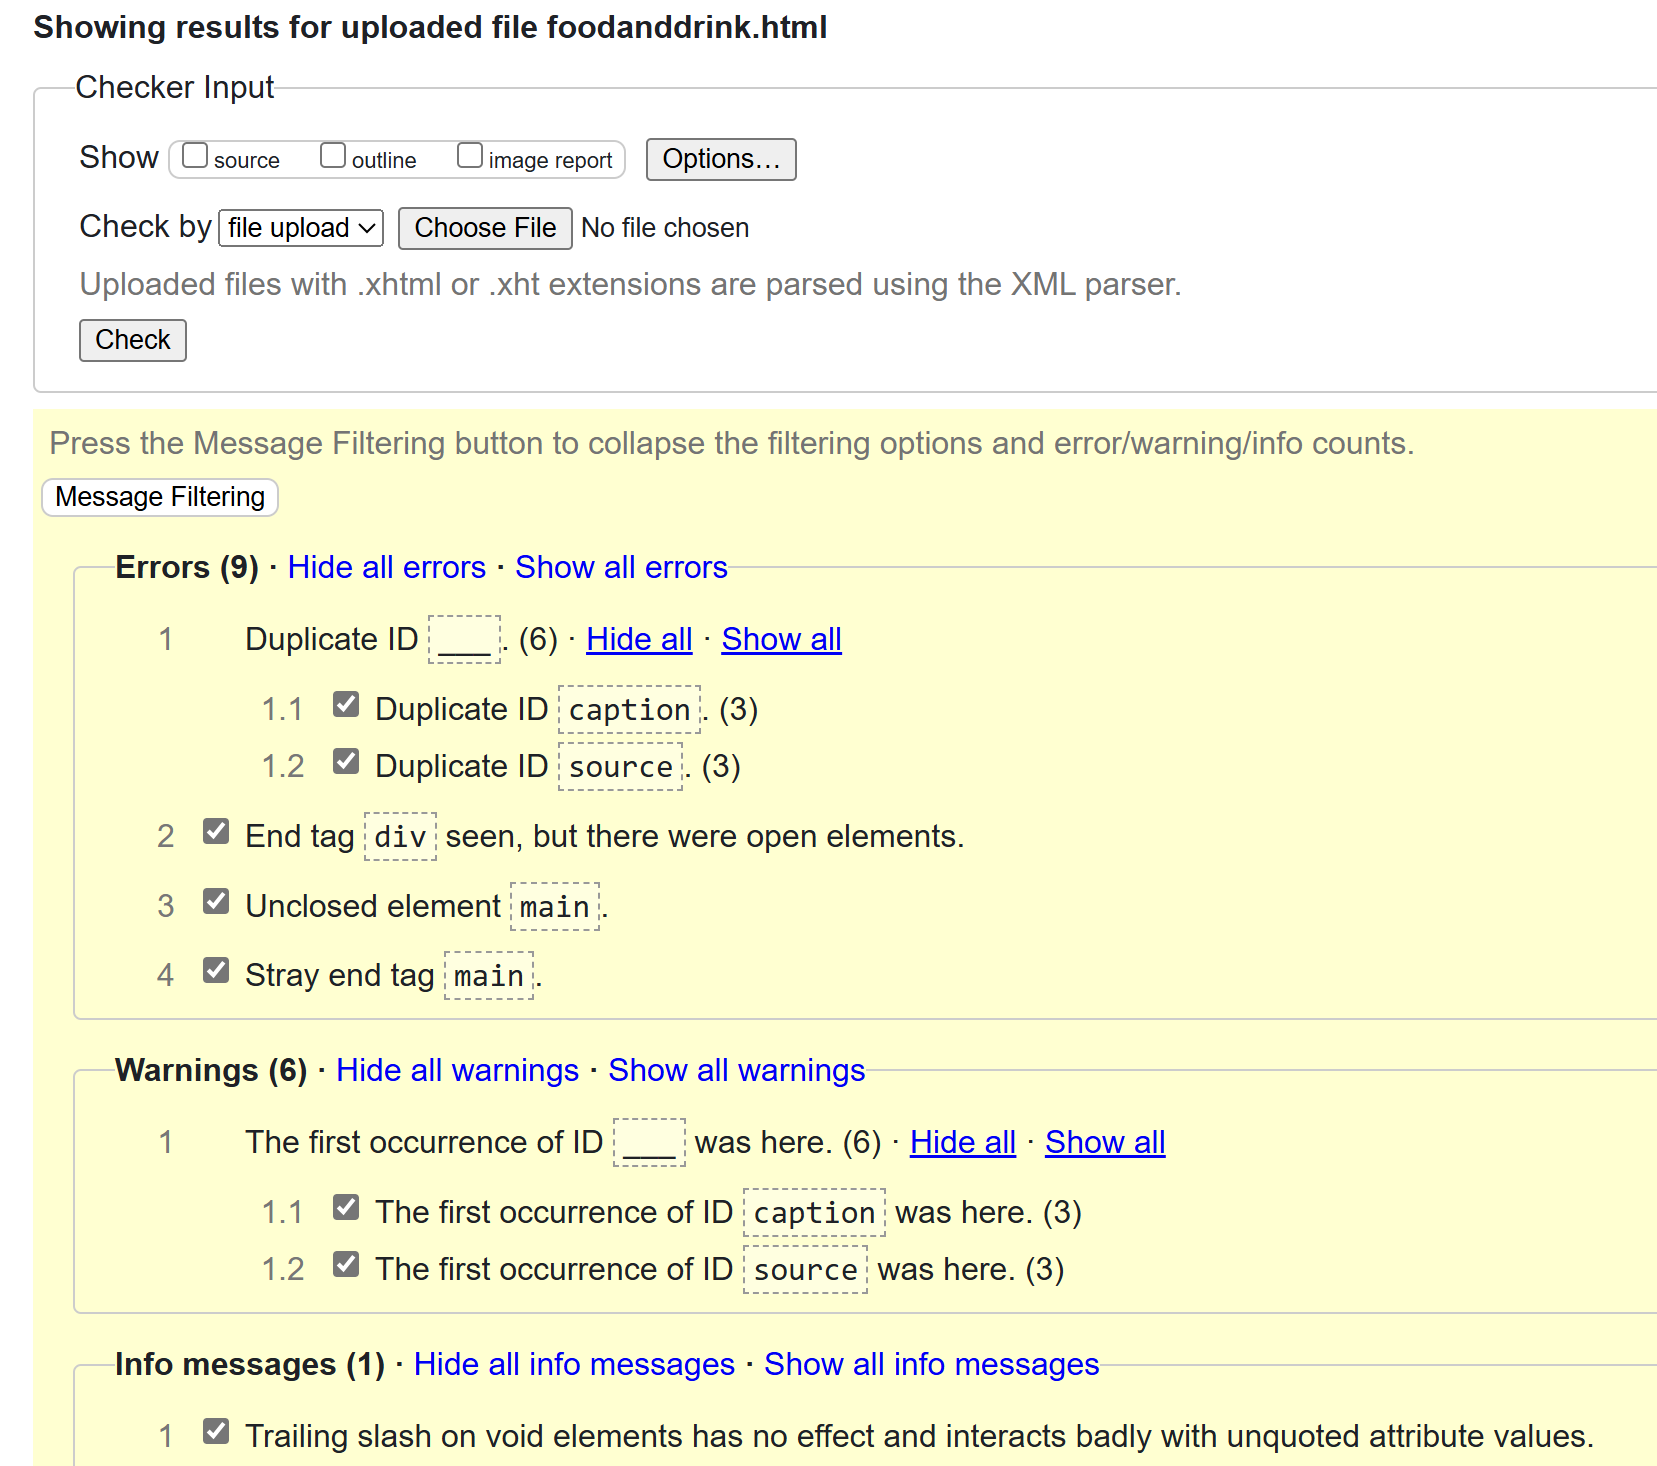 Showing results for uploaded file foodanddrink.html
Checker Input
Show source outline image report Options…
Check by file upload Choose File No file chosen
Uploaded files with .xhtml or .xht extensions are parsed using the XML parser.
Check
Press the Message Filtering button to collapse the filtering options and error/warning/info counts.
Message Filtering
Errors (9) · Hide all errors · Show all errors
1 Duplicate ID ___. (6) · Hide all · Show all
1.1 Duplicate ID caption. (3)
1.2 Duplicate ID source. (3)
2 End tag div seen, but there were open elements.
3 Unclosed element main.
4 Stray end tag main.
Warnings (6) · Hide all warnings · Show all warnings
1 The first occurrence of ID ___ was here. (6) · Hide all · Show all
1.1 The first occurrence of ID caption was here. (3)
1.2 The first occurrence of ID source was here. (3)
Info messages (1) · Hide all info messages · Show all info messages
1 Trailing slash on void elements has no effect and interacts badly with unquoted attribute values.